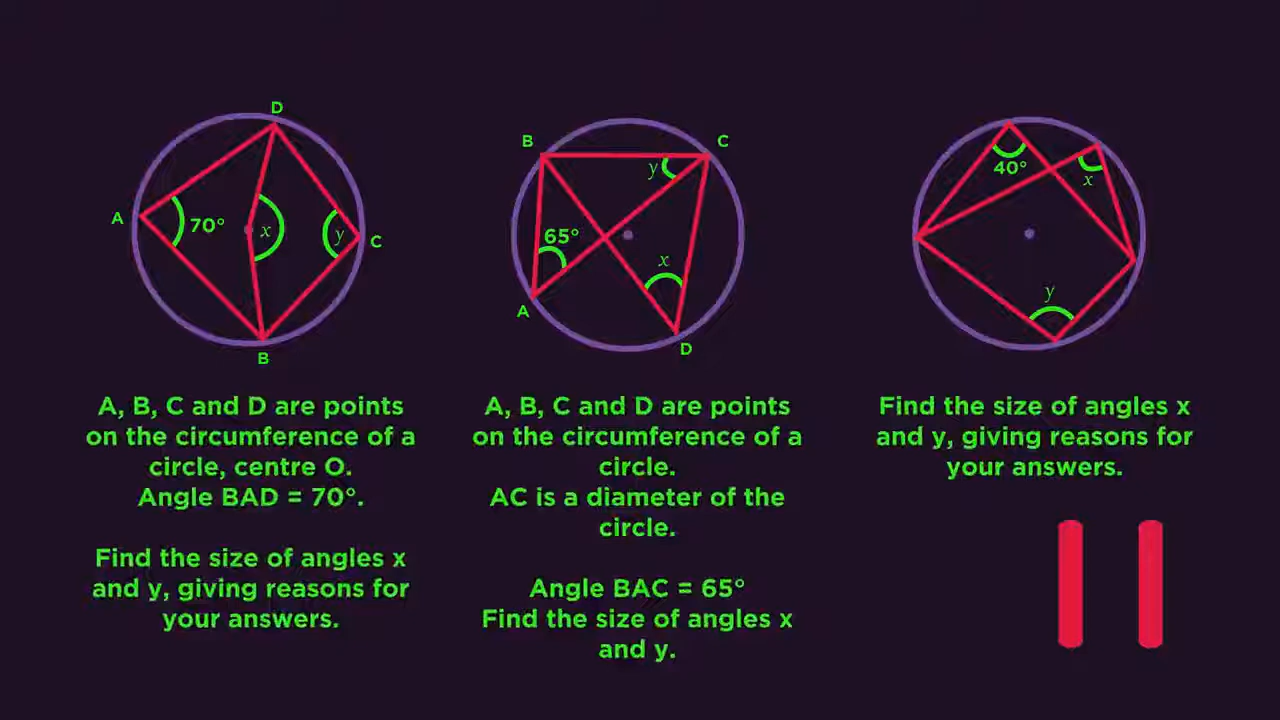 D
A
70°
x
y
C
B
A, B, C and D are points
on the circumference of a
circle, centre O.
Angle BAD = 70°.
Find the size of angles x
and y, giving reasons for
your answers.
B
C
y
65°
x
A
D
A, B, C and D are points
on the circumference of a
circle.
AC is a diameter of the
circle.
Angle BAC = 65°
Find the size of angles x
and y.
40°
x
y
Find the size of angles x
and y, giving reasons for
your answers.